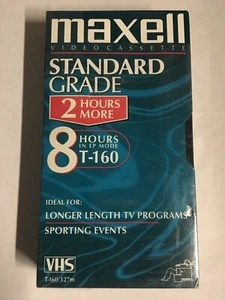 maxell
VIDEOCASSETTE
STANDARD
GRADE
2 HOURS
MORE
8 HOURS
IN EP MODE
T-160
IDEAL FOR:
LONGER LENGTH TV PROGRAMS
SPORTING EVENTS
VHS
T-160 327m